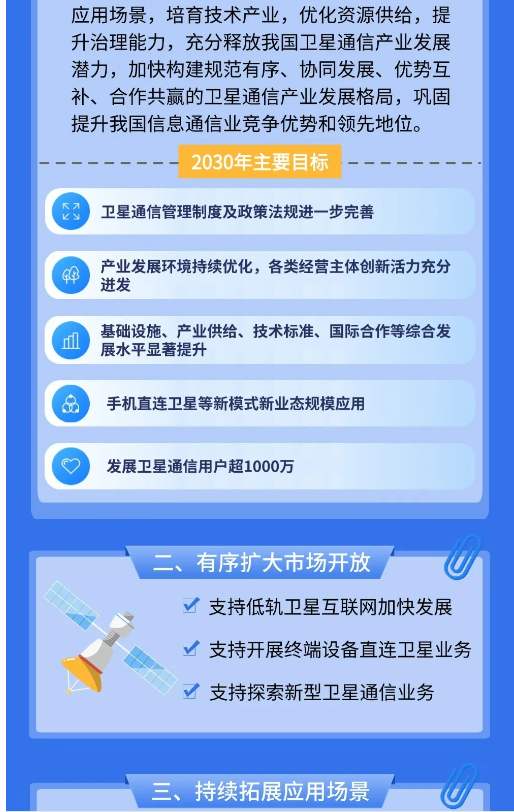 应用场景，培育技术产业，优化资源供给，提
升治理能力，充分释放我国卫星通信产业发展
潜力，加快构建规范有序、协同发展、优势互
补、合作共赢的卫星通信产业发展格局，巩固
提升我国信息通信业竞争优势和领先地位。
2030年主要目标
卫星通信管理制度及政策法规进一步完善
产业发展环境持续优化，各类经营主体创新活力充分
迸发
基础设施、产业供给、技术标准、国际合作等综合发
展水平显著提升
手机直连卫星等新模式新业态规模应用
发展卫星通信用户超1000万
二、有序扩大市场开放
支持低轨卫星互联网加快发展
支持开展终端设备直连卫星业务
支持探索新型卫星通信业务
三、持续拓展应用场景